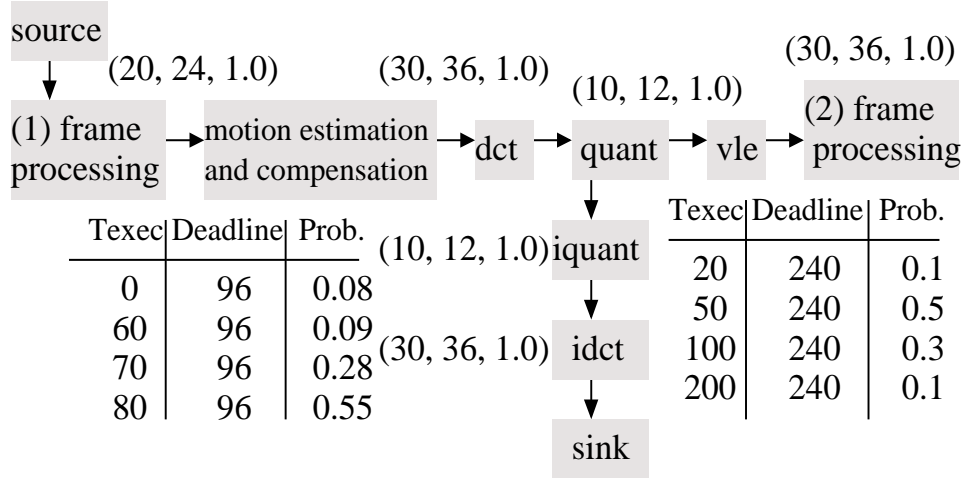 source
(20, 24, 1.0)
(30, 36, 1.0)
(10, 12, 1.0)
(30, 36, 1.0)
(1) frame
processing
motion estimation
and compensation
dct
quant
vle
(2) frame
processing
Texec Deadline Prob.
0 96 0.08
60 96 0.09
70 96 0.28
80 96 0.55
(10, 12, 1.0) iquant
(30, 36, 1.0) idct
sink
Texec Deadline Prob.
20 240 0.1
50 240 0.5
100 240 0.3
200 240 0.1